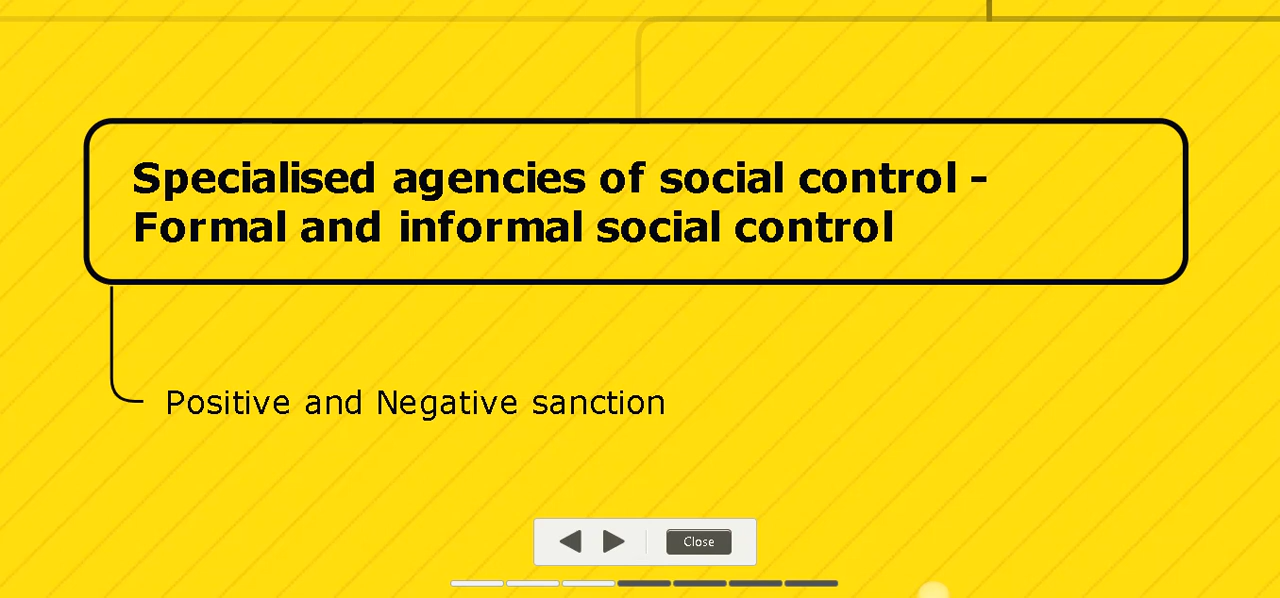 Specialised agencies of social control -
Formal and informal social control
Positive and Negative sanction
Close